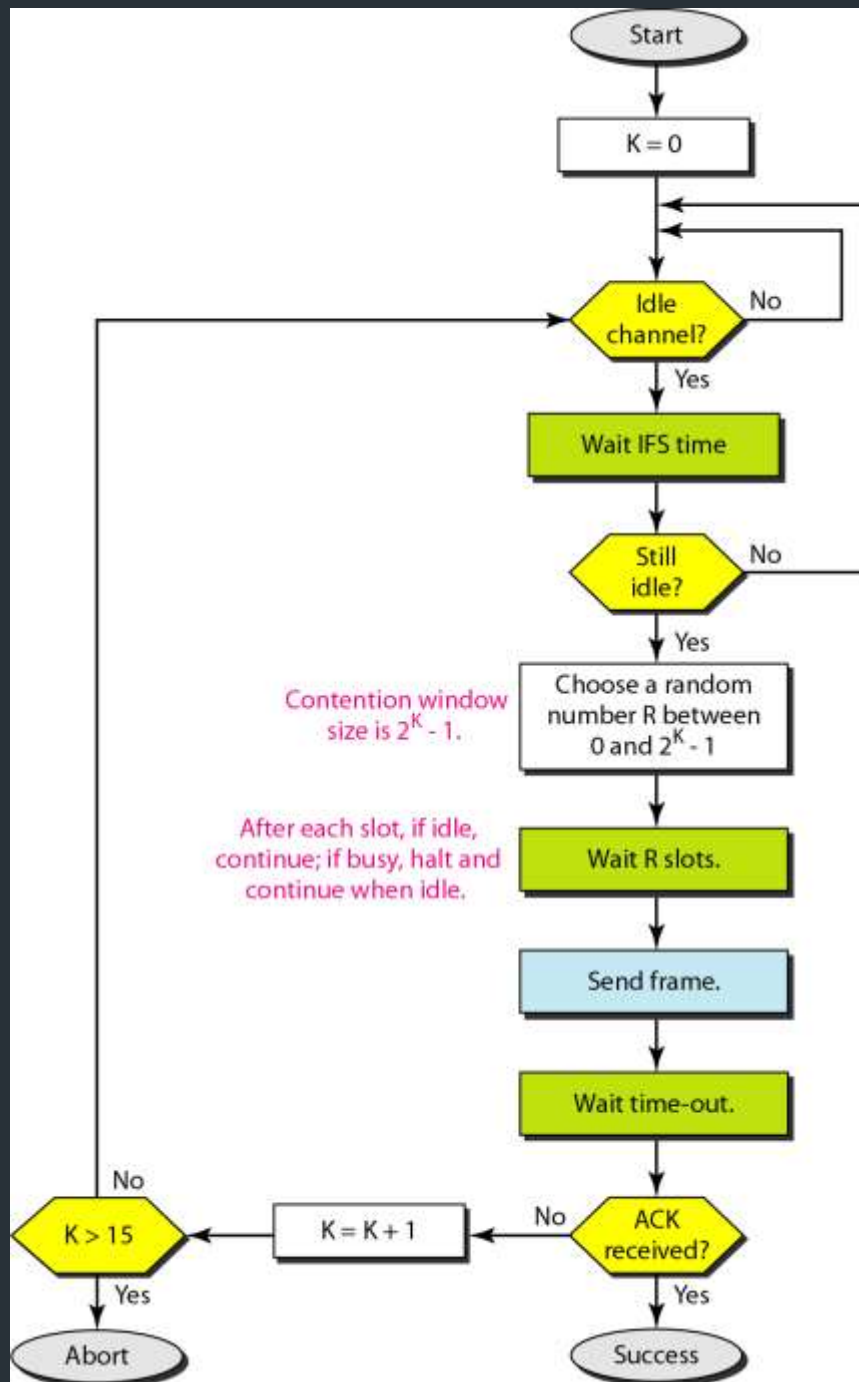 Start
K = 0
Idle
channel?
No
Yes
Wait IFS time
Still
idle?
No
Yes
Contention window
size is 2^K - 1.
Choose a random
number R between
0 and 2^K - 1
After each slot, if idle,
continue; if busy, halt and
continue when idle.
Wait R slots.
Send frame.
Wait time-out.
No
K > 15
K = K + 1
No
ACK
received?
Yes
Yes
Abort
Success